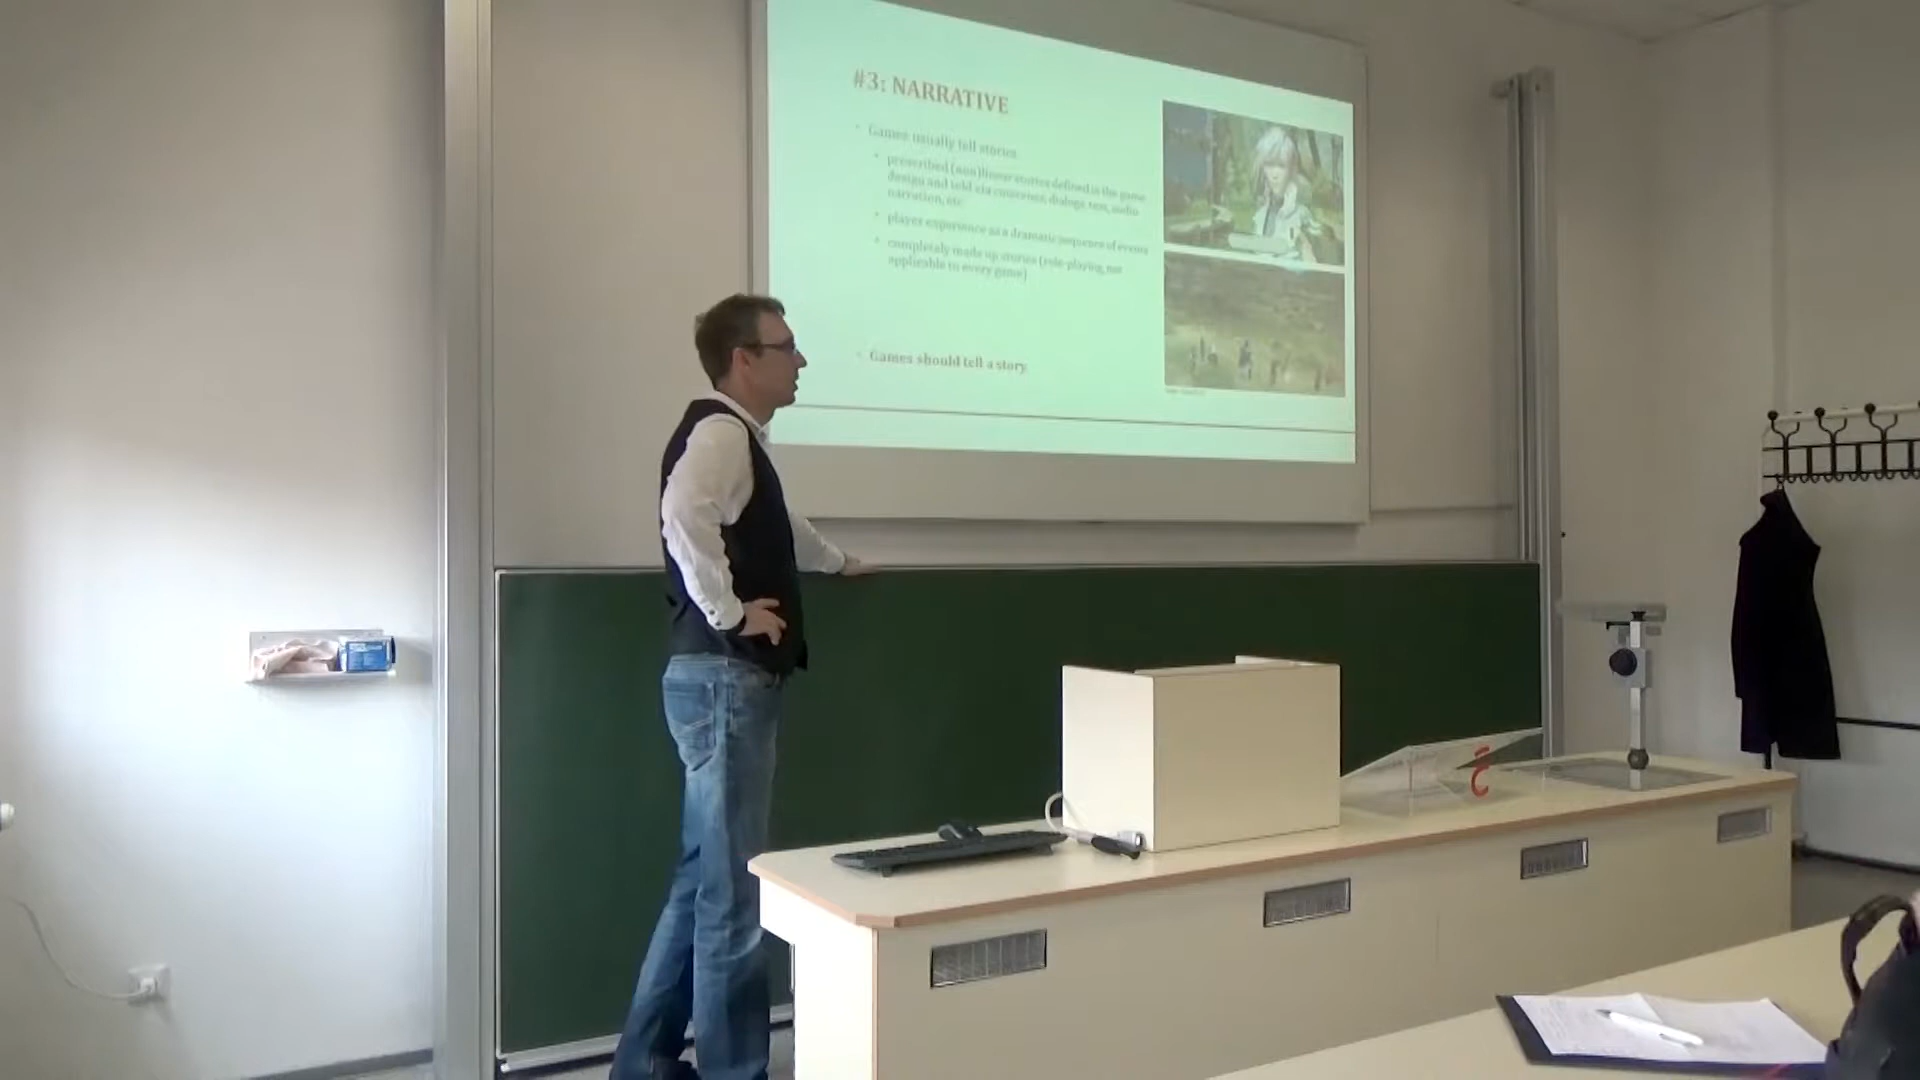 #3: NARRATIVE
Games usually tell stories
prescribed (non)linear stories defined in the game
design and told via cutscenes, dialogs, text, audio
narration, etc
player experience as a dramatic sequence of events
completely made up stories (role-playing, not
applicable to every game)
Games should tell a story